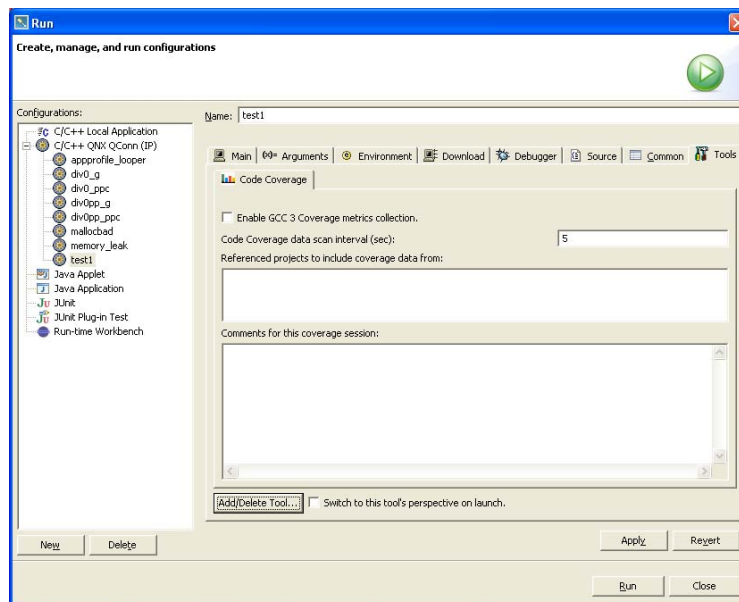 Run
Create, manage, and run configurations
Configurations:
C/C++ Local Application
C/C++ QNX QConn (IP)
appprofile_looper
div0_g
div0_ppc
div0pp_g
div0pp_ppc
mallocbad
memory_leak
test1
Java Applet
Java Application
JUnit
JUnit Plug-in Test
Run-time Workbench
New Delete
Name: test1
Main Arguments Environment Download Debugger Source Common Tools
Code Coverage
Enable GCC 3 Coverage metrics collection.
Code Coverage data scan interval (sec): 5
Referenced projects to include coverage data from:
Comments for this coverage session:
Add/Delete Tool... Switch to this tool's perspective on launch.
Apply Revert
Run Close